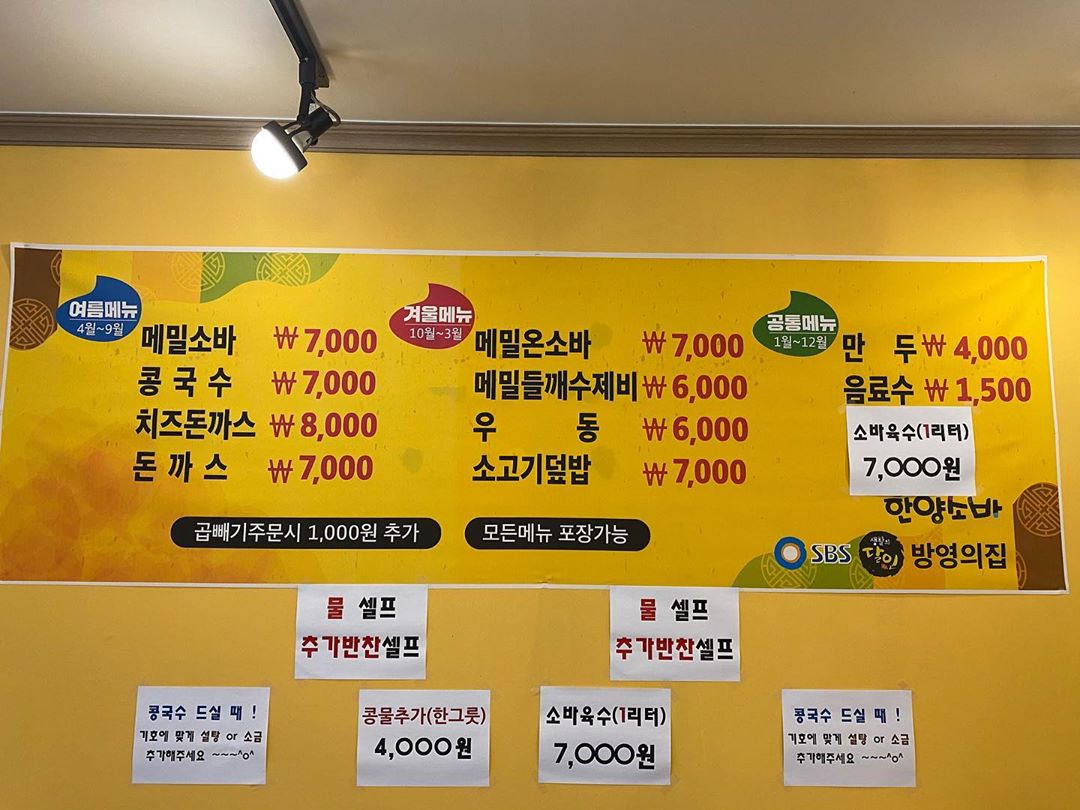 여름메뉴
4월~9월
메밀소바 ₩7,000
콩국수 ₩7,000
치즈돈까스 ₩8,000
돈까스 ₩7,000
곱빼기주문시 1,000원 추가
겨울메뉴
10월~3월
메밀온소바 ₩7,000
메밀들깨수제비 ₩6,000
우동 ₩6,000
소고기덮밥 ₩7,000
모든메뉴 포장가능
공통메뉴
1월~12월
만두 ₩4,000
음료수 ₩1,500
소바육수(1리터)
7,000원
한양소바
SBS 생활의 달인 방영의집
물 셀프
추가반찬셀프
물 셀프
추가반찬셀프
콩국수 드실 때 !
기호에 맞게 설탕 or 소금
추가해주세요 ~~~^o^
콩물추가(한그릇)
4,000원
소바육수(1리터)
7,000원
콩국수 드실 때 !
기호에 맞게 설탕 or 소금
추가해주세요 ~~~^o^